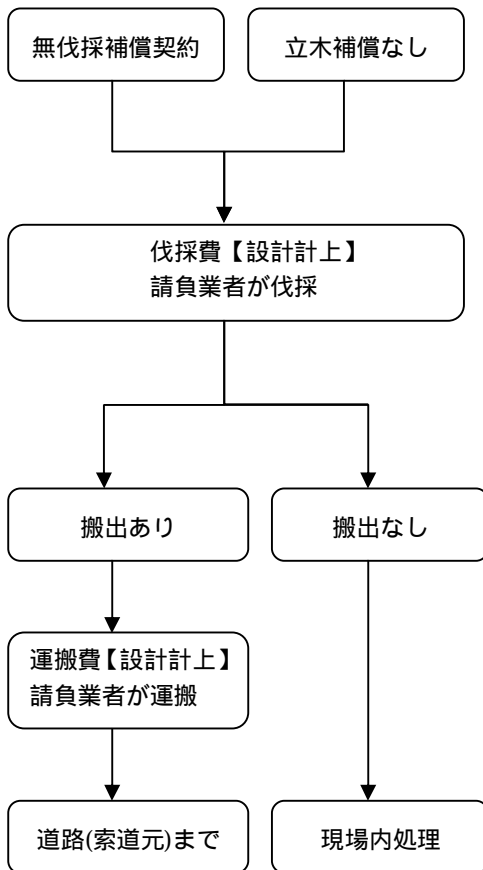 無伐採補償契約
立木補償なし
伐採費【設計計上】
請負業者が伐採
搬出あり
搬出なし
運搬費【設計計上】
請負業者が運搬
道路(索道元)まで
現場内処理